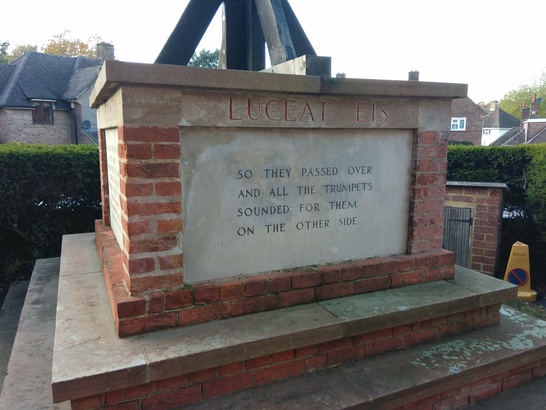 LUCEAT EIS
SO THEY PASSED OVER
AND ALL THE TRUMPETS
SOUNDED FOR THEM
ON THE OTHER SIDE